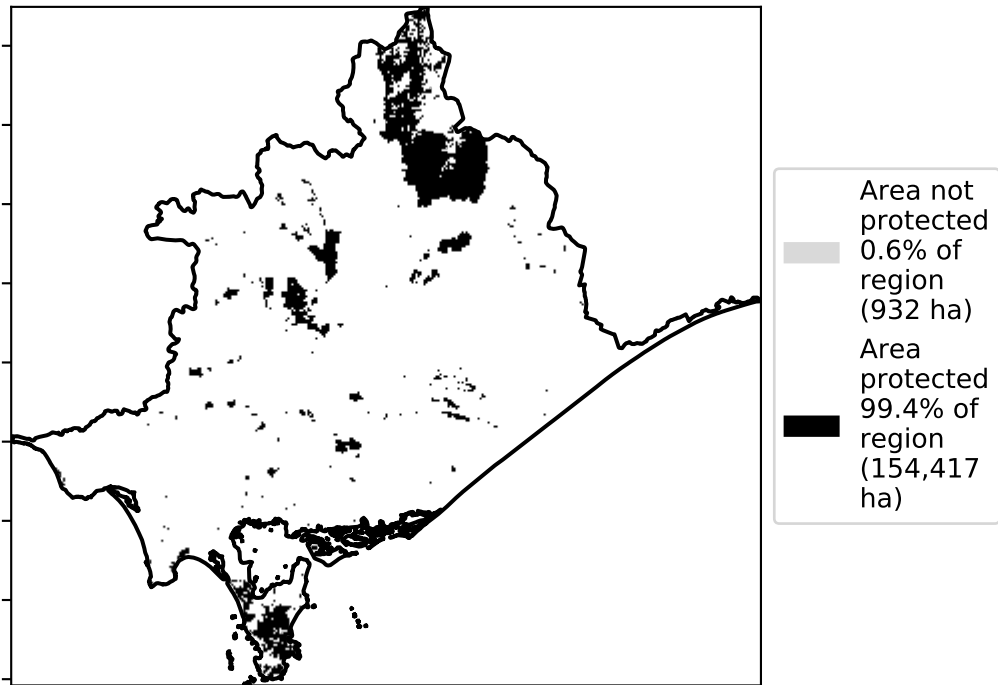 Area not
protected
0.6% of
region
(932 ha)
Area
protected
99.4% of
region
(154,417
ha)